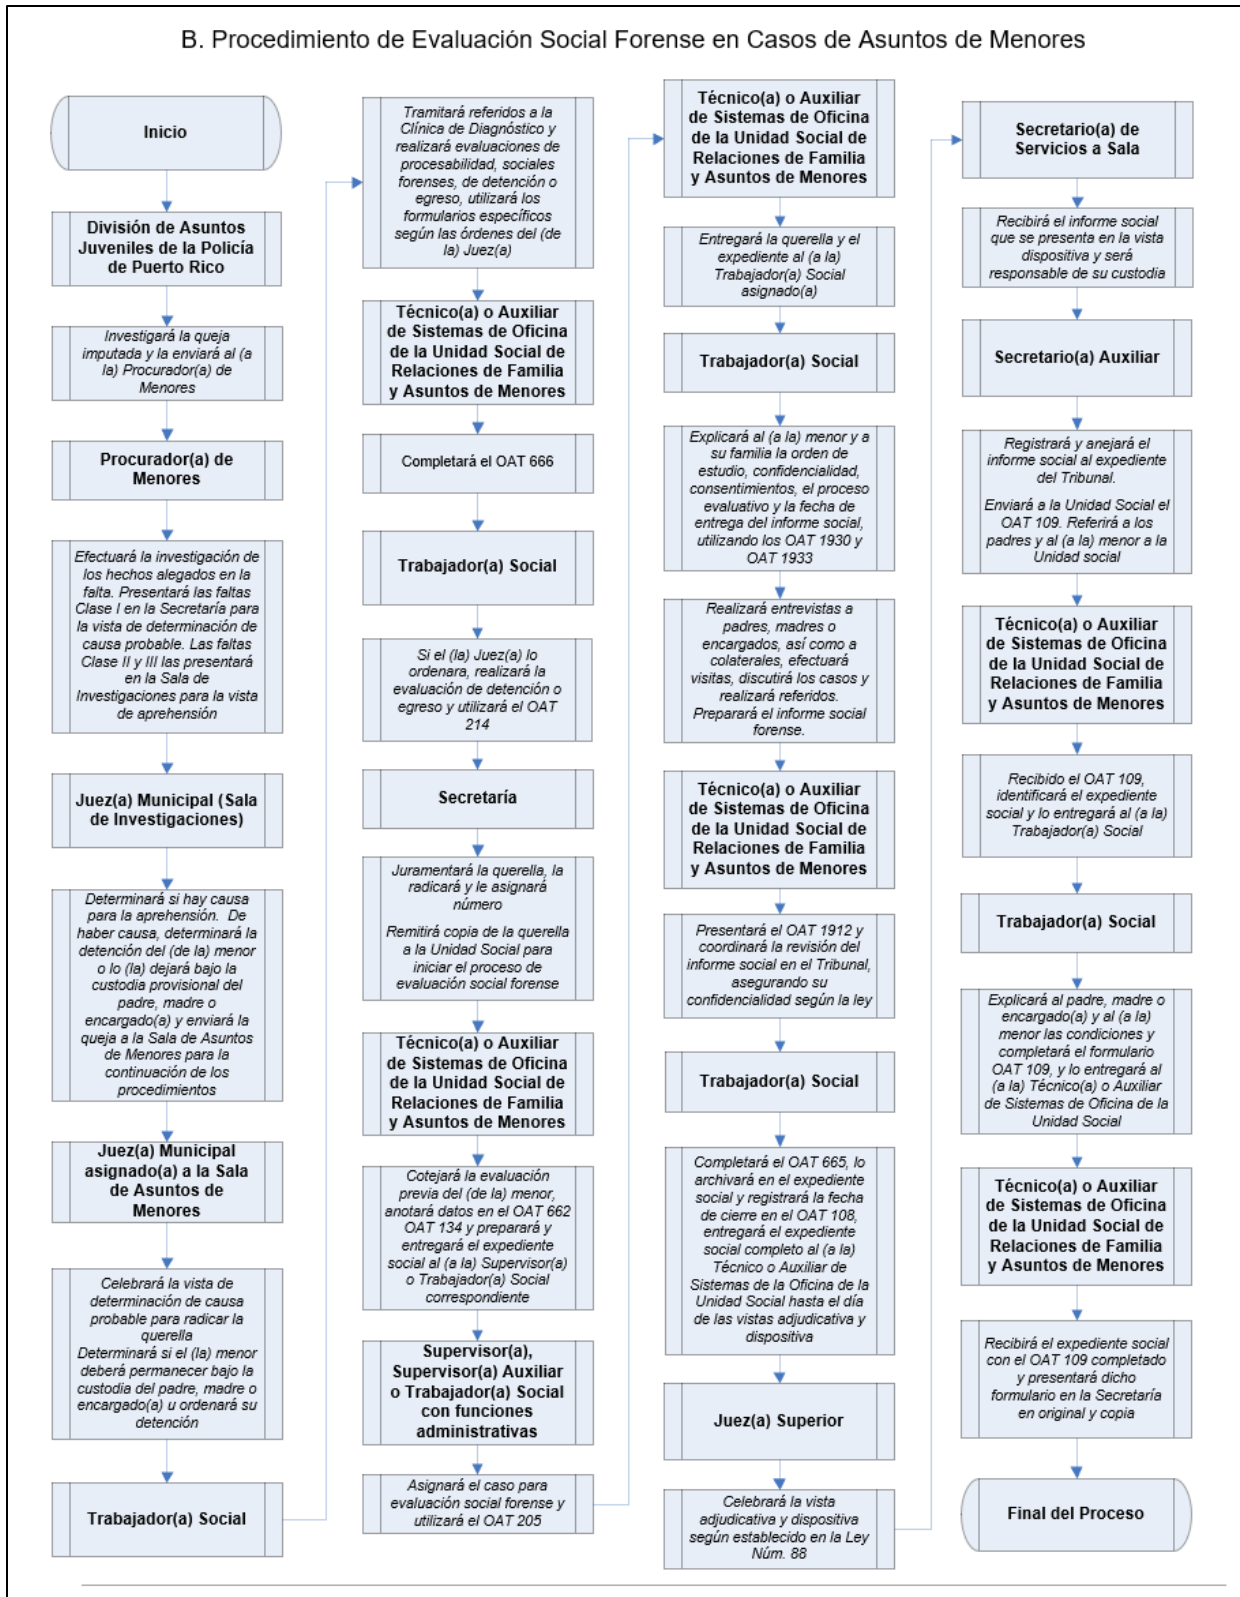 B. Procedimiento de Evaluación Social Forense en Casos de Asuntos de Menores
Inicio
División de Asuntos
Juveniles de la Policía
de Puerto Rico
Investigará la queja
imputada y la enviará al (a
la) Procurador(a) de
Menores
Procurador(a) de
Menores
Efectuará la investigación de
los hechos alegados en la
falta. Presentará las faltas
Clase I en la Secretaría para
la vista de determinación de
causa probable. Las faltas
Clase II y III las presentará
en la Sala de
Investigaciones para la vista
de aprehensión
Juez(a) Municipal (Sala
de Investigaciones)
Determinará si hay causa
para la aprehensión. De
haber causa, determinará la
detención del (de la) menor
o lo (la) dejará bajo la
custodia provisional del
padre, madre o
encargado(a) y enviará la
queja a la Sala de Asuntos
de Menores para la
continuación de los
procedimientos
Juez(a) Municipal
asignado(a) a la Sala
de Asuntos de
Menores
Celebrará la vista de
determinación de causa
probable para radicar la
querella
Determinará si el (la) menor
deberá permanecer bajo la
custodia del padre, madre o
encargado(a) u ordenará su
detención
Trabajador(a) Social
Tramitará referidos a la
Clínica de Diagnóstico y
realizará evaluaciones de
procesabilidad, sociales
forenses, de detención o
egreso, utilizará los
formularios específicos
según las órdenes del (de
la) Juez(a)
Técnico(a) o Auxiliar
de Sistemas de Oficina
de la Unidad Social de
Relaciones de Familia
y Asuntos de Menores
Completará el OAT 666
Trabajador(a) Social
Si el (la) Juez(a) lo
ordenara, realizará la
evaluación de detención o
egreso y utilizará el OAT
214
Secretaría
Juramentará la querella, la
radicará y le asignará
número
Remitirá copia de la querella
a la Unidad Social para
iniciar el proceso de
evaluación social forense
Técnico(a) o Auxiliar
de Sistemas de Oficina
de la Unidad Social de
Relaciones de Familia
y Asuntos de Menores
Cotejará la evaluación
previa del (de la) menor,
anotará datos en el OAT 662
OAT 134 y preparará y
entregará el expediente
social al (a la) Supervisor(a)
o Trabajador(a) Social
correspondiente
Supervisor(a),
Supervisor(a) Auxiliar
o Trabajador(a) Social
con funciones
administrativas
Asignará el caso para
evaluación social forense y
utilizará el OAT 205
Técnico(a) o Auxiliar
de Sistemas de Oficina
de la Unidad Social de
Relaciones de Familia
y Asuntos de Menores
Entregará la querella y el
expediente al (a la)
Trabajador(a) Social
asignado(a)
Trabajador(a) Social
Explicará al (a la) menor y a
su familia la orden de
estudio, confidencialidad,
consentimientos, el proceso
evaluativo y la fecha de
entrega del informe social,
utilizando los OAT 1930 y
OAT 1933
Realizará entrevistas a
padres, madres o
encargados, así como a
colaterales, efectuará
visitas, discutirá los casos y
realizará referidos.
Preparará el informe social
forense.
Técnico(a) o Auxiliar
de Sistemas de Oficina
de la Unidad Social de
Relaciones de Familia
y Asuntos de Menores
Presentará el OAT 1912 y
coordinará la revisión del
informe social en el Tribunal,
asegurando su
confidencialidad según la ley
Trabajador(a) Social
Completará el OAT 665, lo
archivará en el expediente
social y registrará la fecha
de cierre en el OAT 108,
entregará el expediente
social completo al (a la)
Técnico o Auxiliar de
Sistemas de la Oficina de la
Unidad Social hasta el día
de las vistas adjudicativa y
dispositiva
Juez(a) Superior
Celebrará la vista
adjudicativa y dispositiva
según establecido en la Ley
Núm. 88
Secretario(a) de
Servicios a Sala
Recibirá el informe social
que se presenta en la vista
dispositiva y será
responsable de su custodia
Secretario(a) Auxiliar
Registrará y anejará el
informe social al expediente
del Tribunal.
Enviará a la Unidad Social el
OAT 109. Referirá a los
padres y al (a la) menor a la
Unidad social
Técnico(a) o Auxiliar
de Sistemas de Oficina
de la Unidad Social de
Relaciones de Familia
y Asuntos de Menores
Recibido el OAT 109,
identificará el expediente
social y lo entregará al (a la)
Trabajador(a) Social
Trabajador(a) Social
Explicará al padre, madre o
encargado(a) y al (a la)
menor las condiciones y
completará el formulario
OAT 109, y lo entregará al
(a la) Técnico(a) o Auxiliar
de Sistemas de Oficina de la
Unidad Social
Técnico(a) o Auxiliar
de Sistemas de Oficina
de la Unidad Social de
Relaciones de Familia
y Asuntos de Menores
Recibirá el expediente social
con el OAT 109 completado
y presentará dicho
formulario en la Secretaría
en original y copia
Final del Proceso